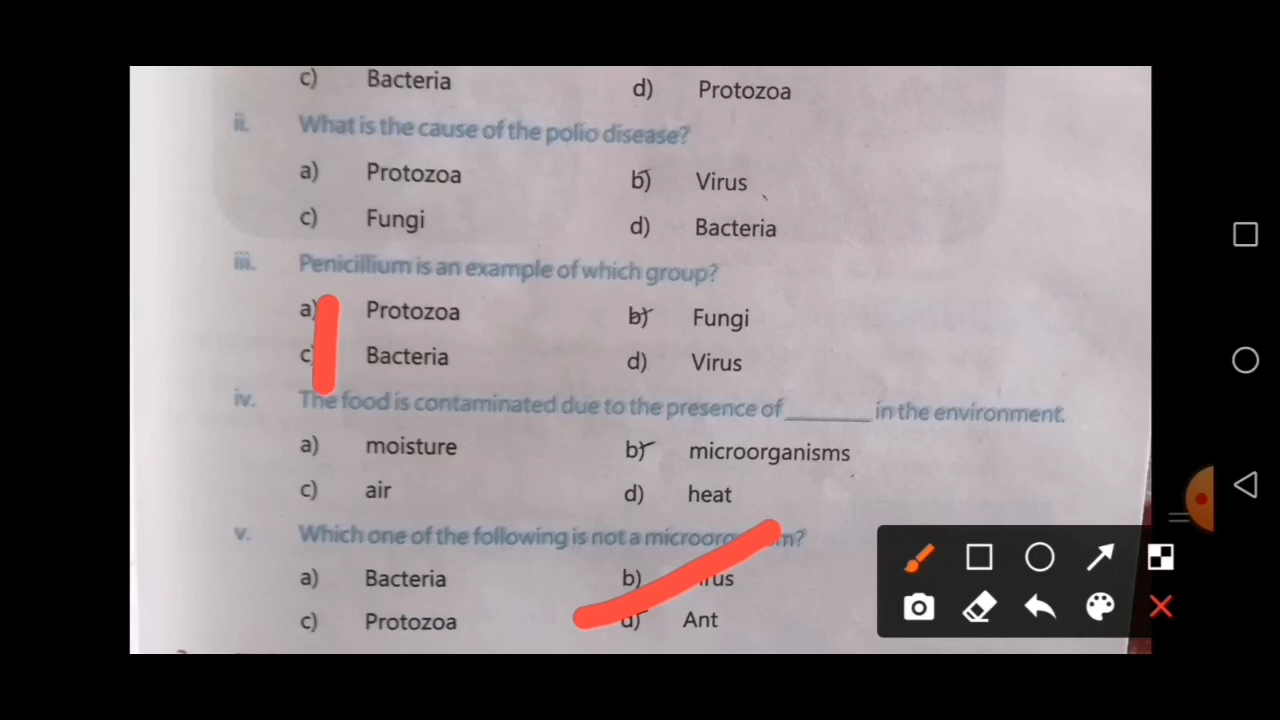 c) Bacteria d) Protozoa
ii. What is the cause of the polio disease?
a) Protozoa b) Virus
c) Fungi d) Bacteria
iii. Penicillium is an example of which group?
a) Protozoa b) Fungi
c) Bacteria d) Virus
iv. The food is contaminated due to the presence of ________ in the environment.
a) moisture b) microorganisms
c) air d) heat
v. Which one of the following is not a
a) Bacteria b)
c) Protozoa d) Ant